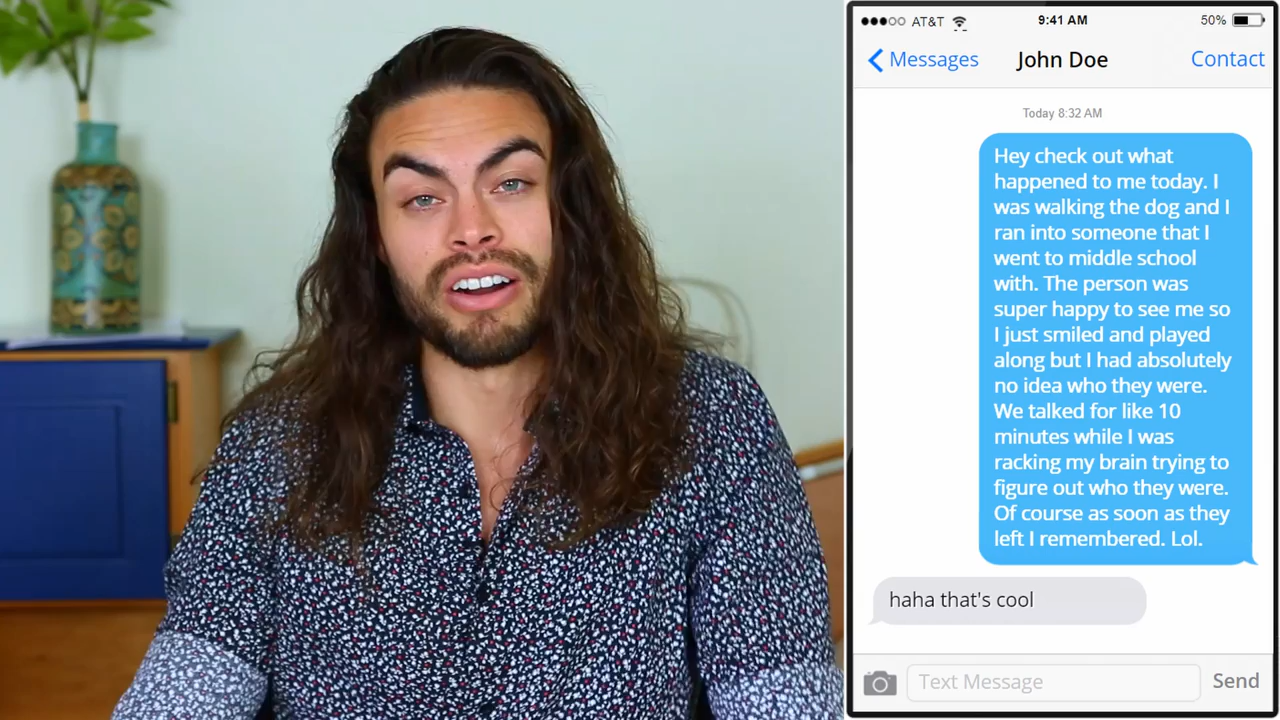 AT&T 9:41 AM 50%
Messages John Doe Contact
Today 8:32 AM
Hey check out what
happened to me today. I
was walking the dog and I
ran into someone that I
went to middle school
with. The person was
super happy to see me so
I just smiled and played
along but I had absolutely
no idea who they were.
We talked for like 10
minutes while I was
racking my brain trying to
figure out who they were.
Of course as soon as they
left I remembered. Lol.
haha that's cool
Text Message Send